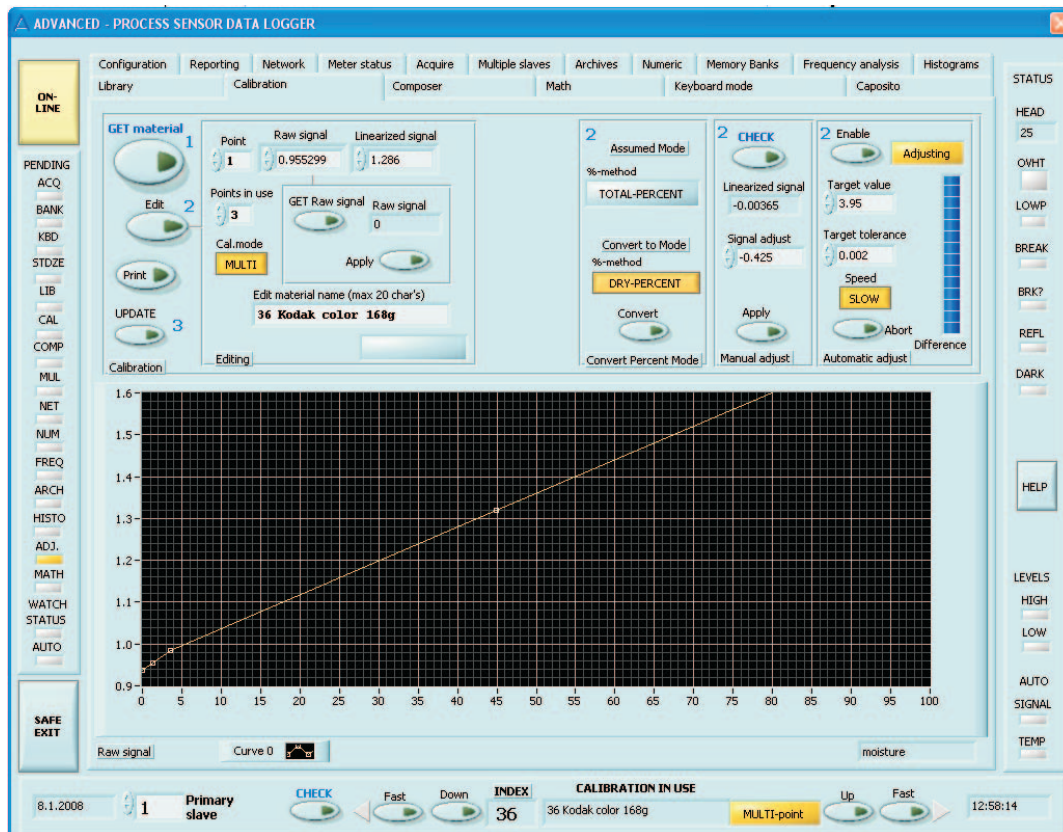 ADVANCED - PROCESS SENSOR DATA LOGGER
Configuration Reporting Network Meter status Acquire Multiple slaves Archives Numeric Memory Banks Frequency analysis Histograms
Library Calibration Composer Math Keyboard mode Caposito
ON-
LINE
PENDING
ACQ
BANK
KBD
STDZE
LIB
CAL
COMP
MUL
NET
NUM
FREQ
ARCH
HISTO
ADJ.
MATH
WATCH
STATUS
AUTO
SAFE
EXIT
GET material
1
Edit
2
Print
UPDATE
3
Calibration
Point
1
Raw signal
0.955299
Linearized signal
1.286
Points in use
3
GET Raw signal
Raw signal
0
Cal.mode
MULTI
Apply
Edit material name (max 20 char's)
36 Kodak color 168g
Editing
2
Assumed Mode
%-method
TOTAL-PERCENT
Convert to Mode
%-method
DRY-PERCENT
Convert
Convert Percent Mode
2 CHECK
Linearized signal
-0.00365
Signal adjust
-0.425
Apply
Manual adjust
2 Enable
Adjusting
Target value
3.95
Target tolerance
0.002
Speed
SLOW
Abort
Difference
Automatic adjust
STATUS
HEAD
25
OVHT
LOWP
BREAK
BRK?
REFL
DARK
HELP
LEVELS
HIGH
LOW
AUTO
SIGNAL
TEMP
1.6
1.5
1.4
1.3
1.2
1.1
1.0
0.9
0 5 10 15 20 25 30 35 40 45 50 55 60 65 70 75 80 85 90 95 100
Raw signal Curve 0 moisture
8.1.2008
1
Primary
slave
CHECK
Fast
Down
INDEX
36
CALIBRATION IN USE
36 Kodak color 168g
MULTI-point
Up
Fast
12:58:14